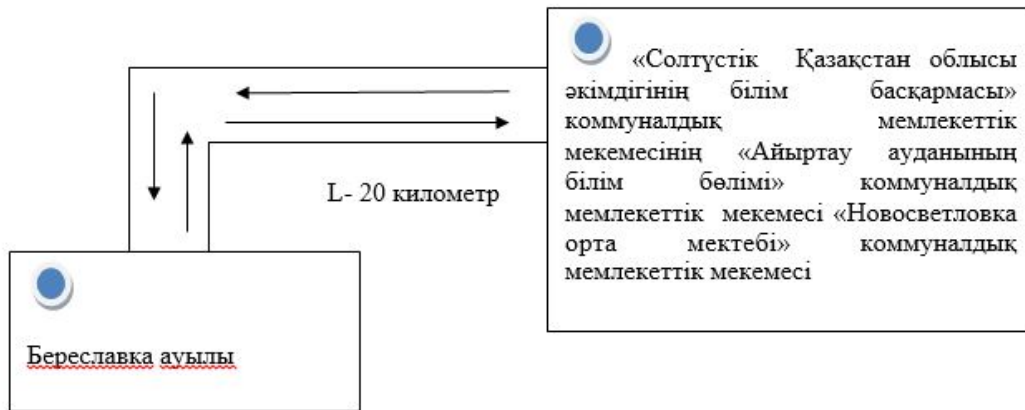 «Солтүстік Қазақстан облысы
әкімдігінің білім басқармасы»
коммуналдық мемлекеттік
мекемесінің «Айыртау ауданының
білім бөлімі» коммуналдық
мемлекеттік мекемесі «Новосветловка
орта мектебі» коммуналдық
мемлекеттік мекемесі
L- 20 километр
Береславка ауылы